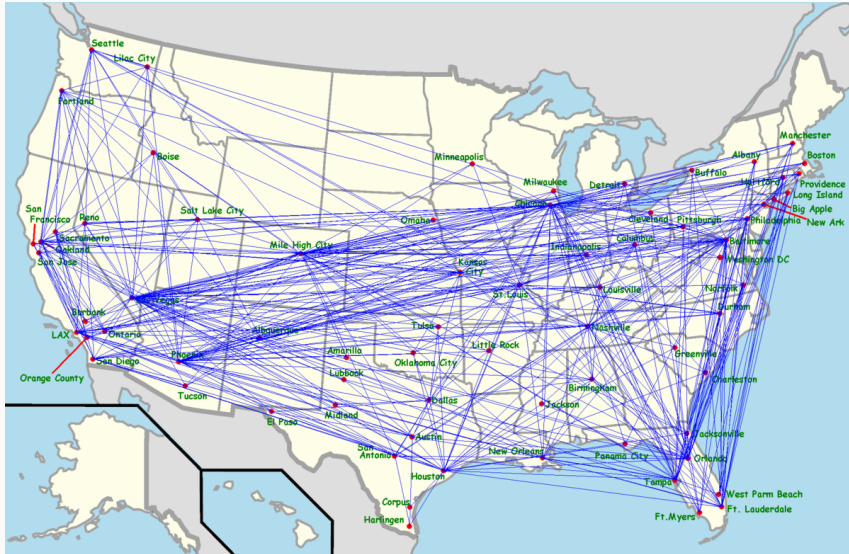 Seattle
Lilac City
Portland
Manchester
Boise
Minneapolis
Albany
Boston
Buffalo
Milwaukee
Detroit
Hartford
Providence
Long Island
Chicago
San
Francisco
Reno
Salt Lake City
Omaha
Cleveland
Pittsburgh
Philadelphia
Big Apple
New Ark
Sacramento
Oakland
San Jose
Mile High City
Indianapolis
Columbus
Baltimore
Washington DC
Kansas
City
St.Louis
Louisville
Norfolk
Las Vegas
Durham
Burbank
LAX
Ontario
Albuquerque
Tulsa
Nashville
Orange County
San Diego
Phoenix
Amarilla
Oklahoma City
Little Rock
Greenville
Tucson
Lubbock
Birmingham
Charleston
El Paso
Midland
Dallas
Jackson
Austin
San
Antonio
Houston
New Orleans
Panama City
Jacksonville
Orlando
Tampa
Corpus
Harlingen
West Parm Beach
Ft. Lauderdale
Ft.Myers